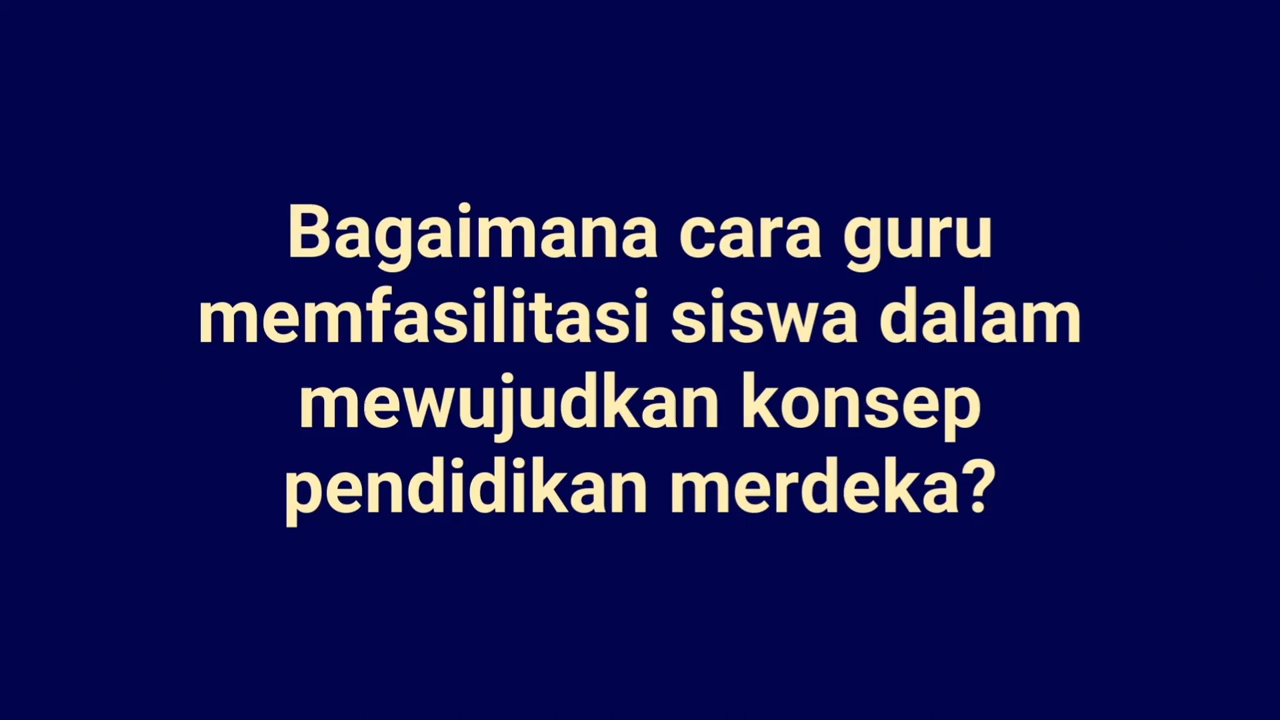 Bagaimana cara guru
memfasilitasi siswa dalam
mewujudkan konsep
pendidikan merdeka?